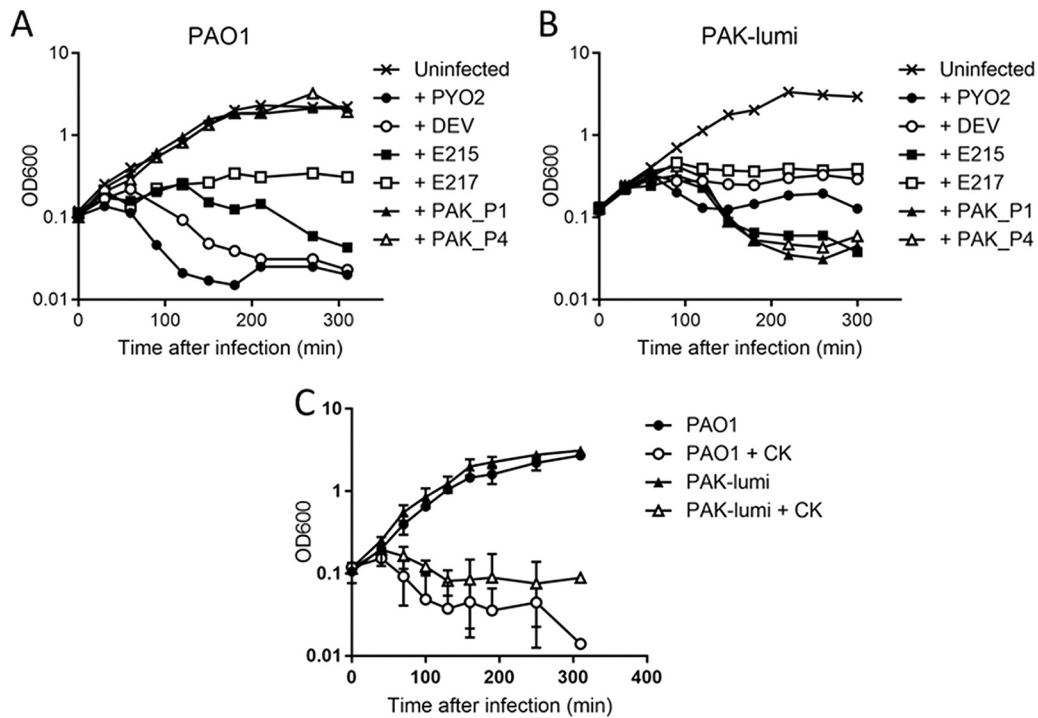 A
PAO1
10
1
0.1
0.01
OD600
0
100
200
300
Time after infection (min)
Uninfected
+ PYO2
+ DEV
+ E215
+ E217
+ PAK_P1
+ PAK_P4
B
PAK-lumi
10
1
0.1
0.01
OD600
0
100
200
300
Time after infection (min)
Uninfected
+ PYO2
+ DEV
+ E215
+ E217
+ PAK_P1
+ PAK_P4
C
10
1
0.1
0.01
OD600
0
100
200
300
400
Time after infection (min)
PAO1
PAO1 + CK
PAK-lumi
PAK-lumi + CK